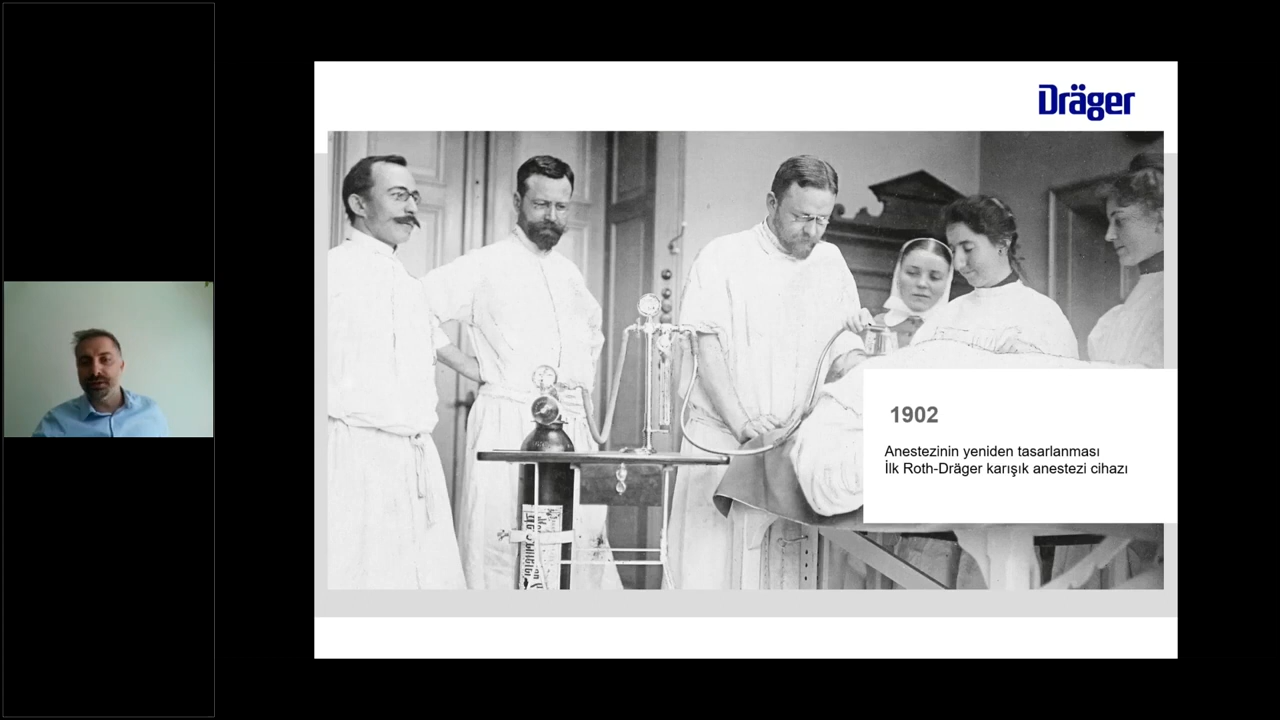 Dräger
1902
Anestezinin yeniden tasarlanması
İlk Roth-Dräger karışık anestezi cihazı